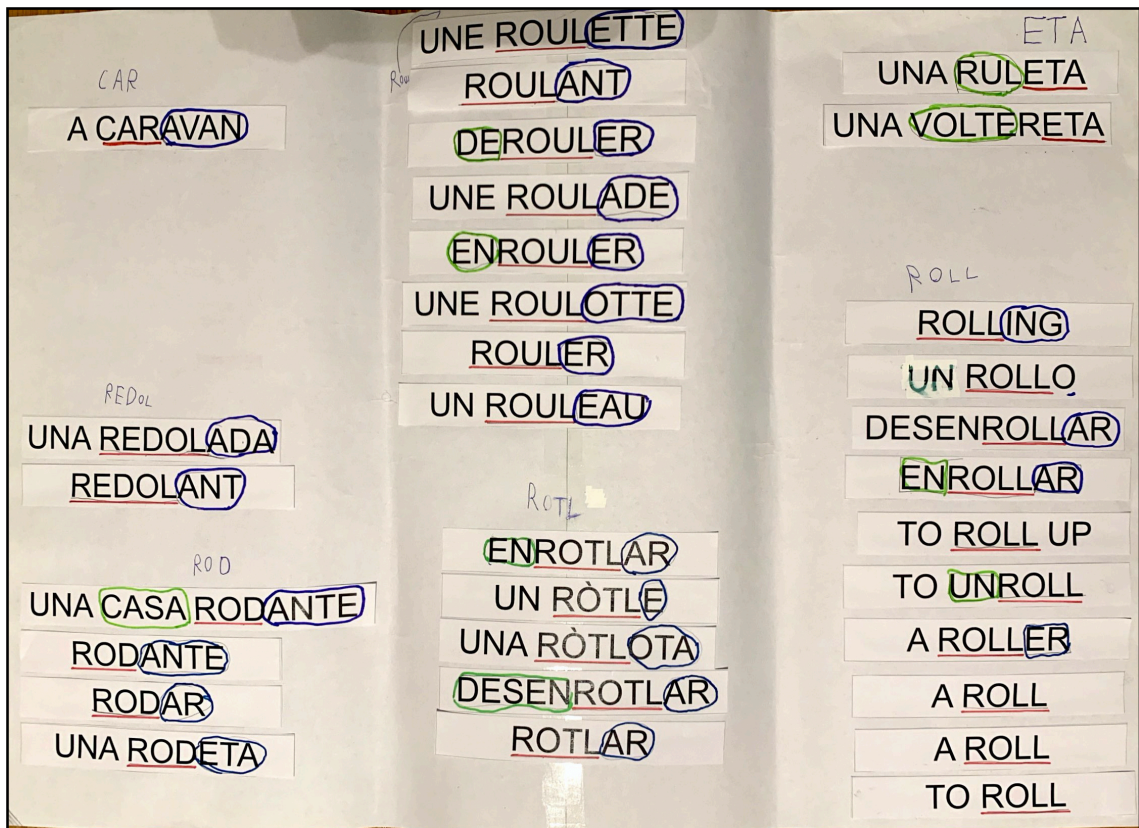 CAR
A CARAVAN
REDOL
UNA REDOLADA
REDOLANT
ROD
UNA CASA RODANTE
RODANTE
RODAR
UNA RODETA
UNE ROULETTE
ROULANT
DEROULER
UNE ROULADE
ENROULER
UNE ROULOTTE
ROULER
UN ROULEAU
ROTL
ENROTLAR
UN RÒTLE
UNA RÒTLOTA
DESENROTLAR
ROTLAR
ETA
UNA RULETA
UNA VOLTERETA
ROLL
ROLLING
UN ROLLO
DESENROLLAR
ENROLLAR
TO ROLL UP
TO UNROLL
A ROLLER
A ROLL
A ROLL
TO ROLL